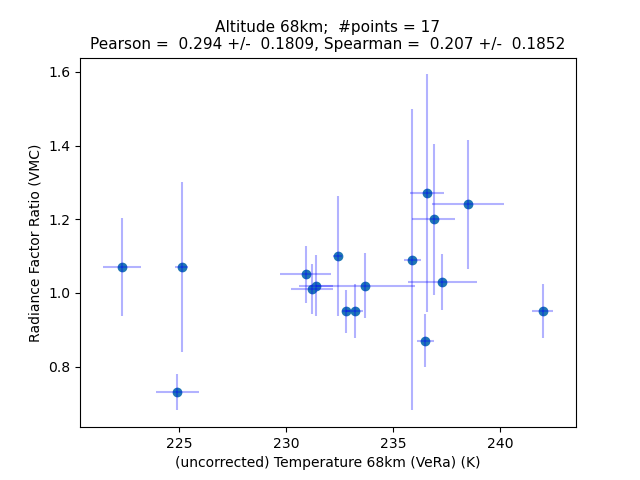 Altitude 68km;  #points = 17
Pearson =  0.294 +/-  0.1809, Spearman =  0.207 +/-  0.1852
1.6
1.4
1.2
1.0
0.8
Radiance Factor Ratio (VMC)
225
230
235
240
(uncorrected) Temperature 68km (VeRa) (K)